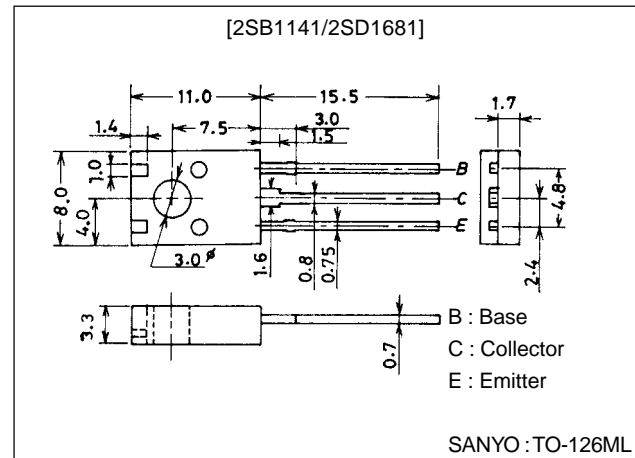 [2SB1141/2SD1681]
11.0
15.5
1.7
1.4
7.5
3.0
1.5
1.0
8.0
4.0
3.0ø
1.6
0.8
0.75
B
C
E
4.8
2.4
3.3
0.7
B : Base
C : Collector
E : Emitter
SANYO : TO-126ML